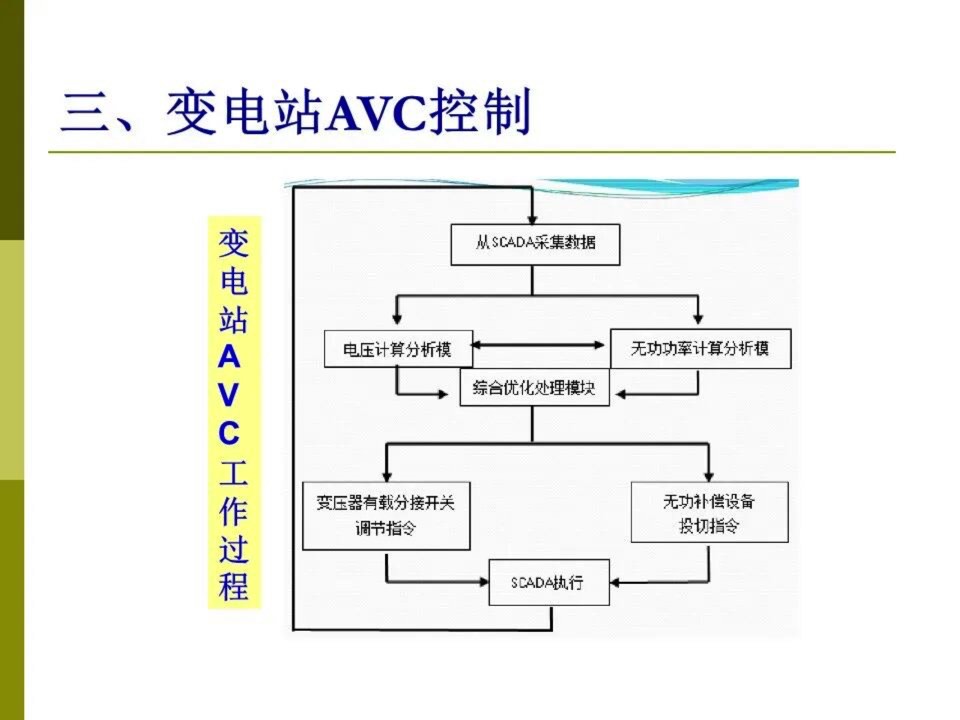 三、变电站AVC控制
变电站AVC工作过程
从SCADA采集数据
电压计算分析模
无功功率计算分析模
综合优化处理模块
变压器有载分接开关
调节指令
无功补偿设备
投切指令
SCADA执行